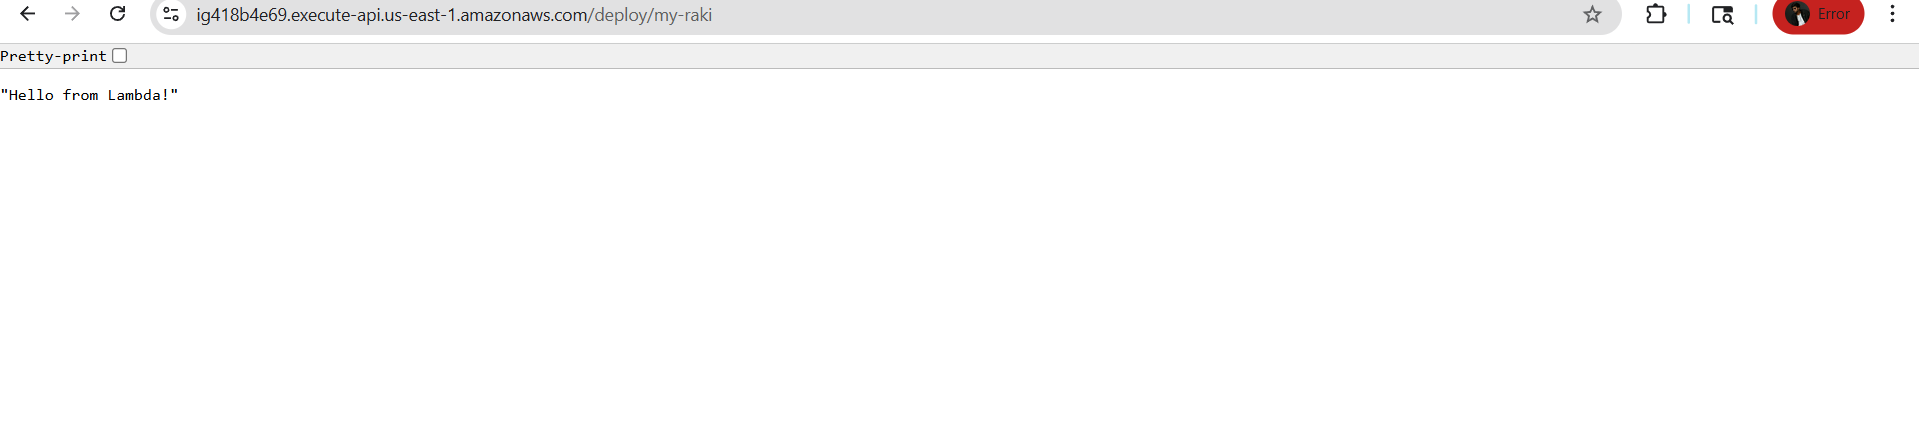 ig418b4e69.execute-api.us-east-1.amazonaws.com/deploy/my-raki
Error
Pretty-print
"Hello from Lambda!"